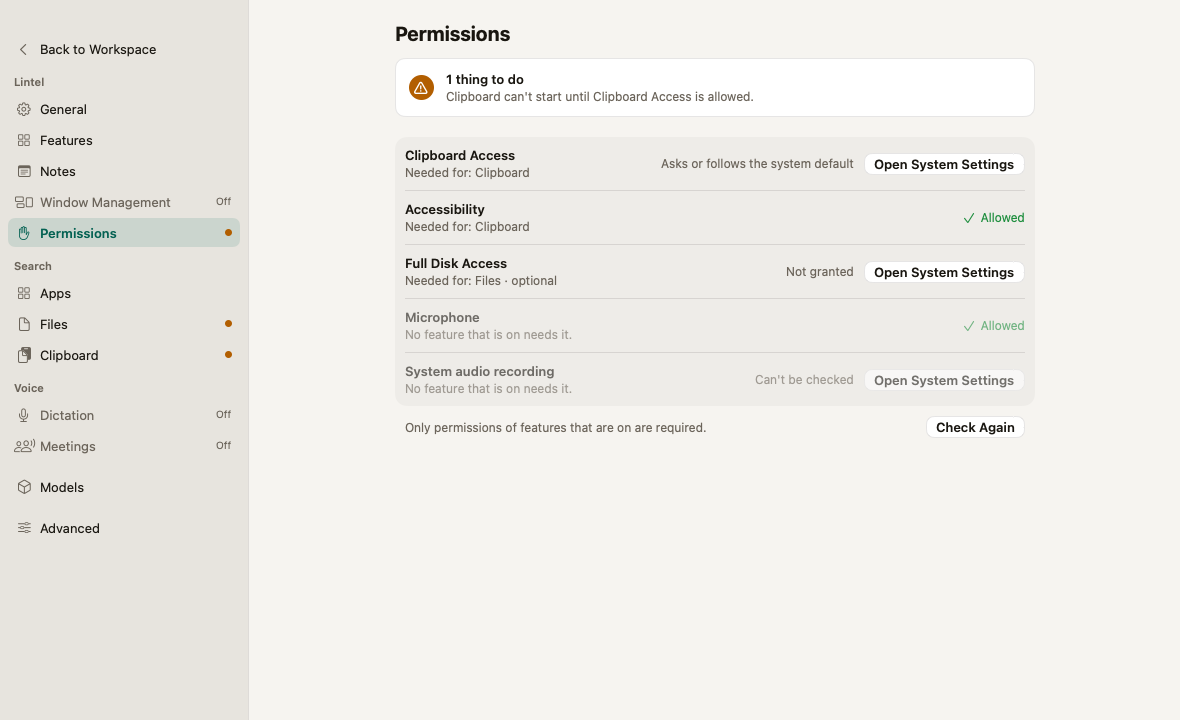 Back to Workspace
Lintel
General
Features
Notes
Window Management Off
Permissions
Search
Apps
Files
Clipboard
Voice
Dictation Off
Meetings Off
Models
Advanced
Permissions
1 thing to do
Clipboard can't start until Clipboard Access is allowed.
Clipboard Access
Needed for: Clipboard
Asks or follows the system default
Open System Settings
Accessibility
Needed for: Clipboard
Allowed
Full Disk Access
Needed for: Files · optional
Not granted
Open System Settings
Microphone
No feature that is on needs it.
Allowed
System audio recording
No feature that is on needs it.
Can't be checked
Open System Settings
Only permissions of features that are on are required.
Check Again